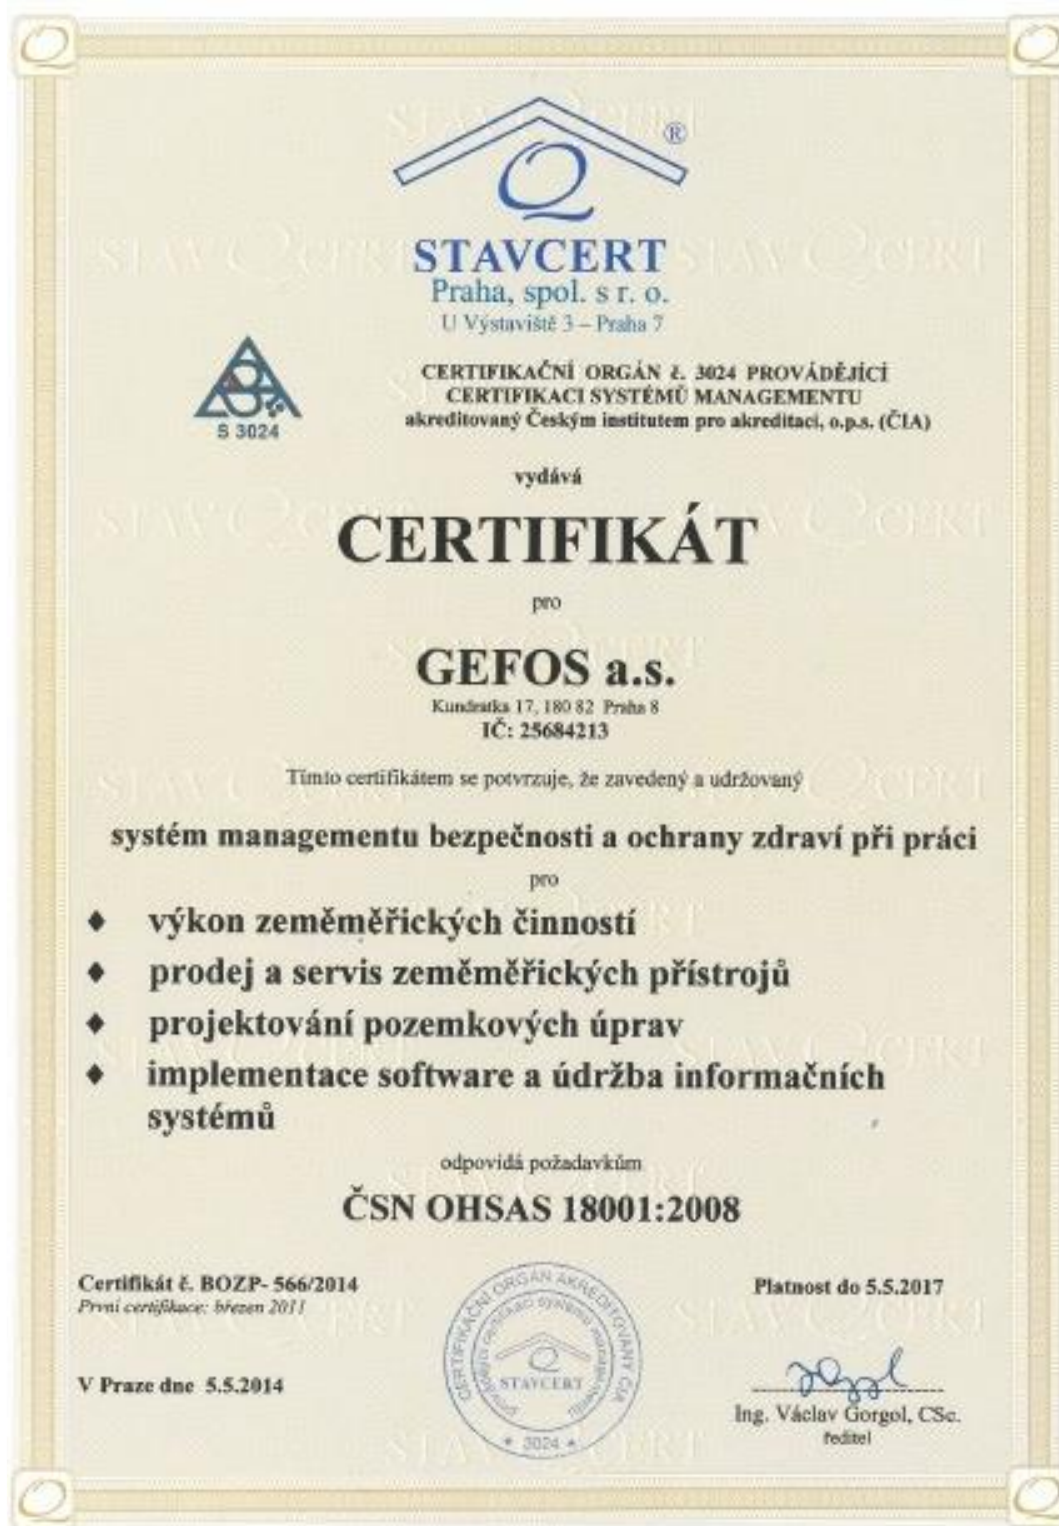 ®
STAVCERT
Praha, spol. s r. o.
U Výstaviště 3 – Praha 7
S 3024
CERTIFIKAČNÍ ORGÁN č. 3024 PROVÁDĚJÍCÍ
CERTIFIKACI SYSTÉMŮ MANAGEMENTU
akreditovaný Českým institutem pro akreditaci, o.p.s. (ČIA)
vydává
CERTIFIKÁT
pro
GEFOS a.s.
Kundratka 17, 180 82 Praha 8
IČ: 25684213
Tímto certifikátem se potvrzuje, že zavedený a udržovaný
systém managementu bezpečnosti a ochrany zdraví při práci
pro
♦ výkon zeměměřických činností
♦ prodej a servis zeměměřických přístrojů
♦ projektování pozemkových úprav
♦ implementace software a údržba informačních
systémů
odpovídá požadavkům
ČSN OHSAS 18001:2008
Certifikát č. BOZP- 566/2014
První certifikace: březen 2011
Platnost do 5.5.2017
V Praze dne 5.5.2014
CERTIFIKAČNÍ ORGÁN AKREDITOVANÝ ČIA
STAVCERT
3024
Ing. Václav Gorgol, CSc.
ředitel